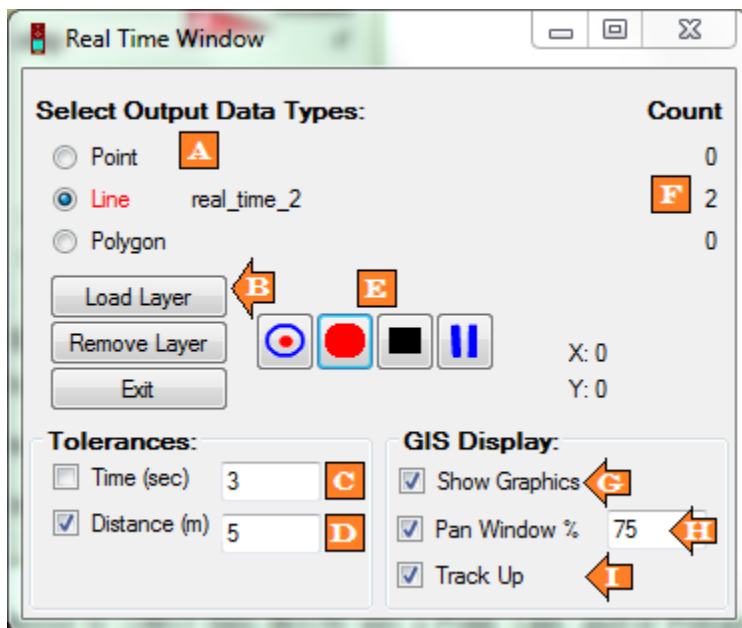 Real Time Window
Select Output Data Types: Count
Point A 0
Line real_time_2 F 2
Polygon 0
Load Layer B E
Remove Layer X: 0
Exit Y: 0
Tolerances: GIS Display:
Time (sec) 3 C Show Graphics G
Distance (m) 5 D Pan Window % 75 H
Track Up I